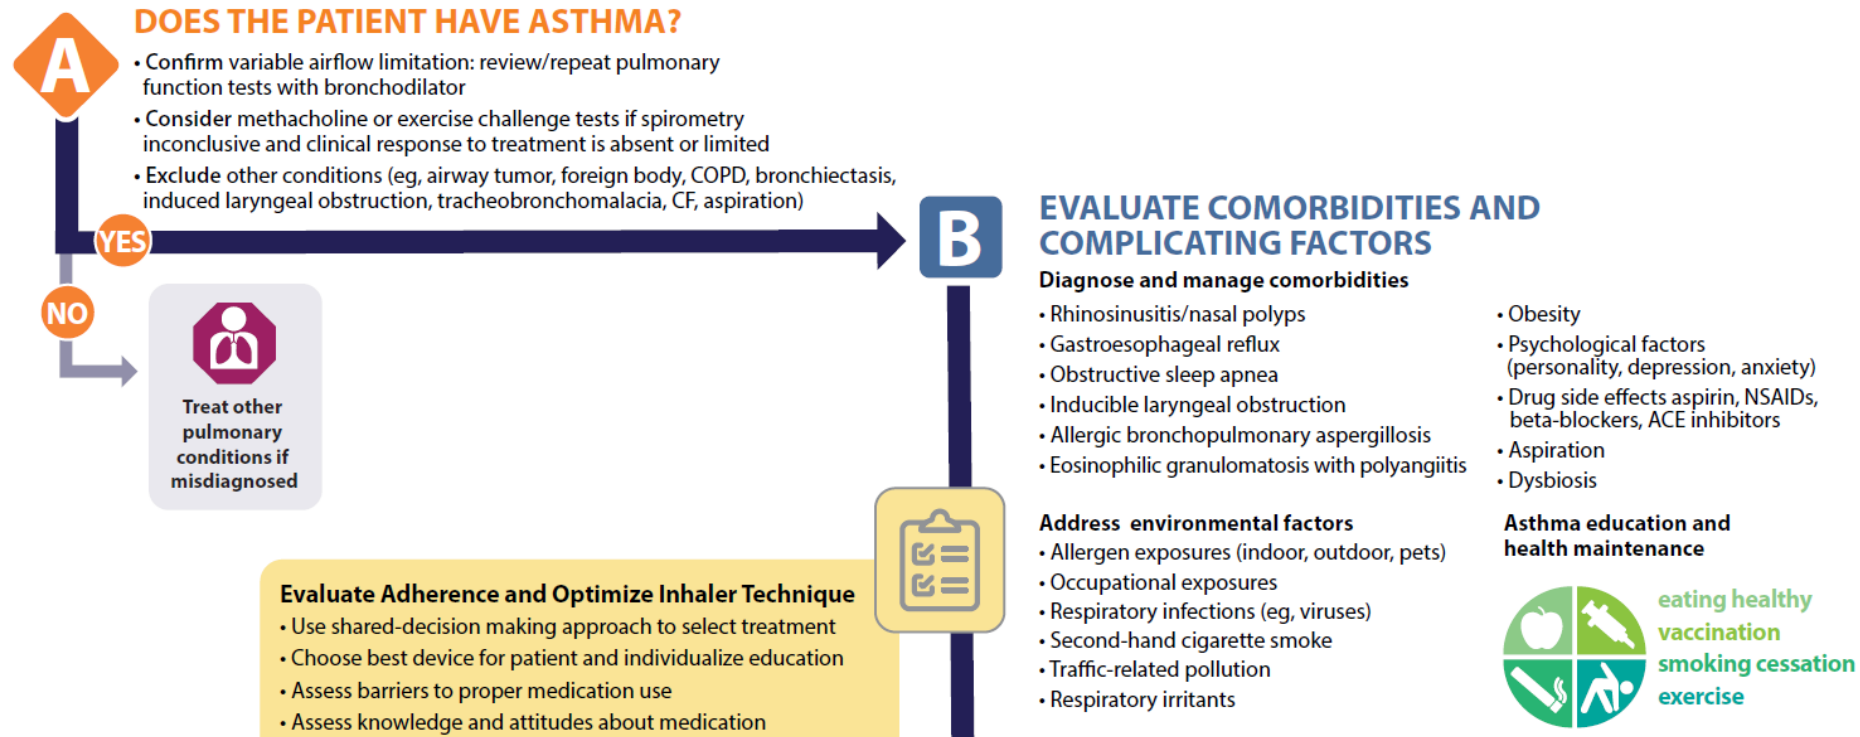 A
DOES THE PATIENT HAVE ASTHMA?
• Confirm variable airflow limitation: review/repeat pulmonary
function tests with bronchodilator
• Consider methacholine or exercise challenge tests if spirometry
inconclusive and clinical response to treatment is absent or limited
• Exclude other conditions (eg, airway tumor, foreign body, COPD, bronchiectasis,
induced laryngeal obstruction, tracheobronchomalacia, CF, aspiration)
YES
NO
Treat other
pulmonary
conditions if
misdiagnosed
B
EVALUATE COMORBIDITIES AND
COMPLICATING FACTORS
Diagnose and manage comorbidities
• Rhinosinusitis/nasal polyps
• Gastroesophageal reflux
• Obstructive sleep apnea
• Inducible laryngeal obstruction
• Allergic bronchopulmonary aspergillosis
• Eosinophilic granulomatosis with polyangiitis
• Obesity
• Psychological factors
(personality, depression, anxiety)
• Drug side effects aspirin, NSAIDs,
beta-blockers, ACE inhibitors
• Aspiration
• Dysbiosis
Address environmental factors
• Allergen exposures (indoor, outdoor, pets)
• Occupational exposures
• Respiratory infections (eg, viruses)
• Second-hand cigarette smoke
• Traffic-related pollution
• Respiratory irritants
Asthma education and
health maintenance
eating healthy
vaccination
smoking cessation
exercise
Evaluate Adherence and Optimize Inhaler Technique
• Use shared-decision making approach to select treatment
• Choose best device for patient and individualize education
• Assess barriers to proper medication use
• Assess knowledge and attitudes about medication